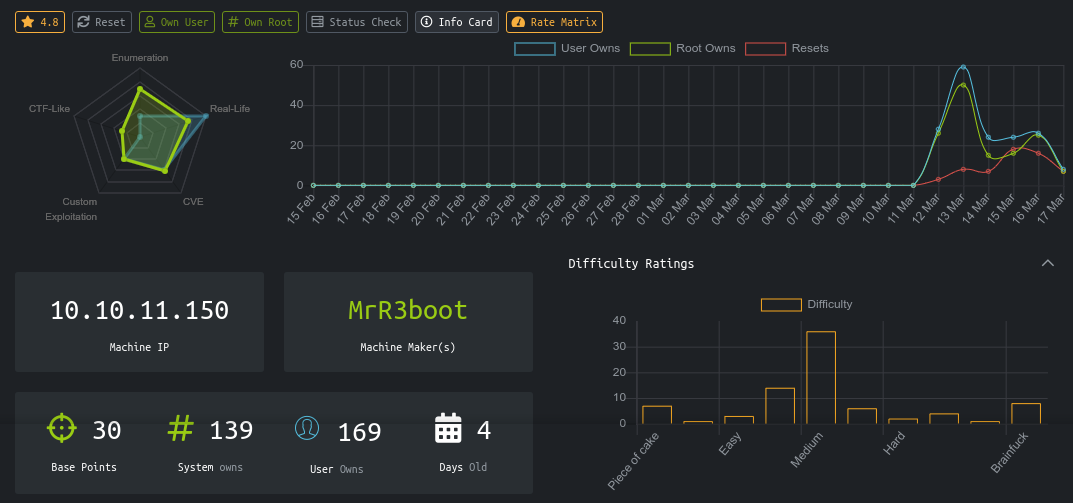 4.8 Reset Own User Own Root Status Check Info Card Rate Matrix
User Owns Root Owns Resets
Enumeration
CTF-Like
Real-Life
Custom
Exploitation
CVE
60
40
20
0
15 Feb 16 Feb 17 Feb 18 Feb 19 Feb 20 Feb 21 Feb 22 Feb 23 Feb 24 Feb 25 Feb 26 Feb 27 Feb 28 Feb 01 Mar 02 Mar 03 Mar 04 Mar 05 Mar 06 Mar 07 Mar 08 Mar 09 Mar 10 Mar 11 Mar 12 Mar 13 Mar 14 Mar 15 Mar 16 Mar 17 Mar
10.10.11.150
Machine IP
MrR3boot
Machine Maker(s)
30
Base Points
139
System owns
169
User Owns
4
Days Old
Difficulty Ratings
Difficulty
40
30
20
10
0
Piece of cake Easy Medium Hard Brainfuck